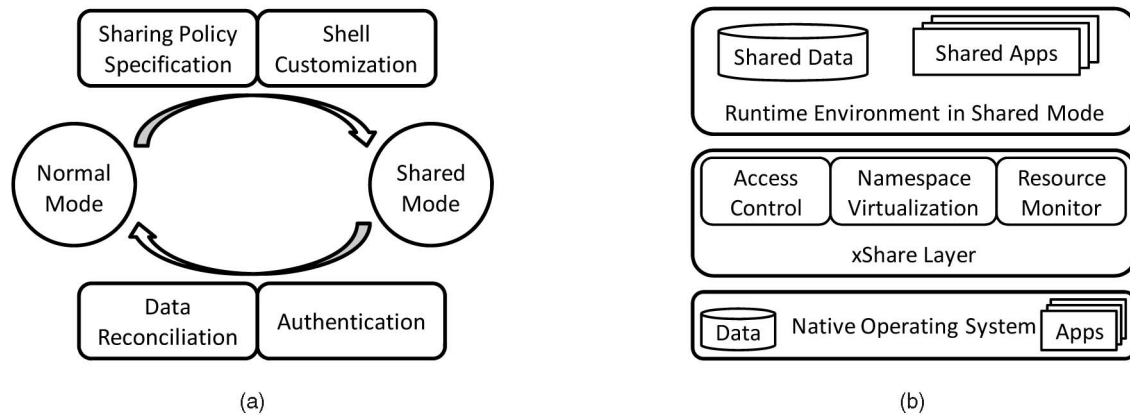 Sharing Policy
Specification
Shell
Customization
Normal
Mode
Shared
Mode
Data
Reconciliation
Authentication
(a)
Shared Data
Shared Apps
Runtime Environment in Shared Mode
Access
Control
Namespace
Virtualization
Resource
Monitor
xShare Layer
Data
Native Operating System
Apps
(b)